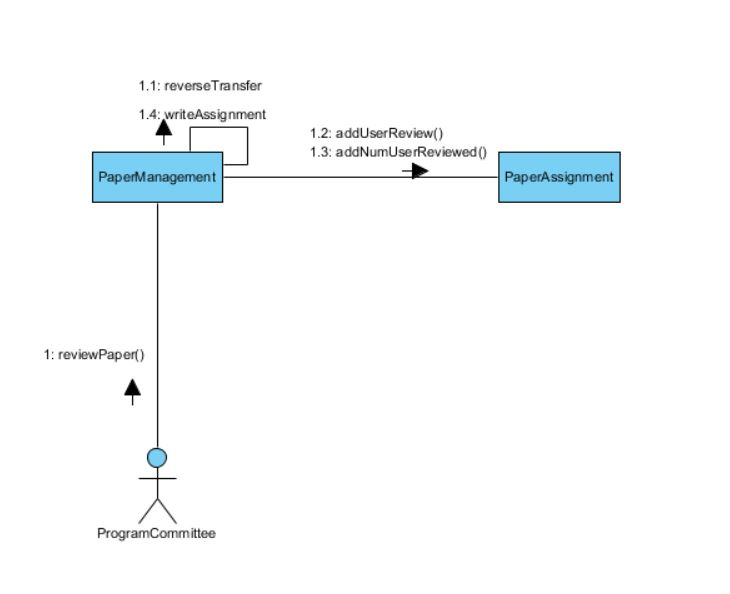 1.1: reverseTransfer
1.4: writeAssignment
1.2: addUserReview()
1.3: addNumUserReviewed()
PaperManagement
PaperAssignment
1: reviewPaper()
ProgramCommittee